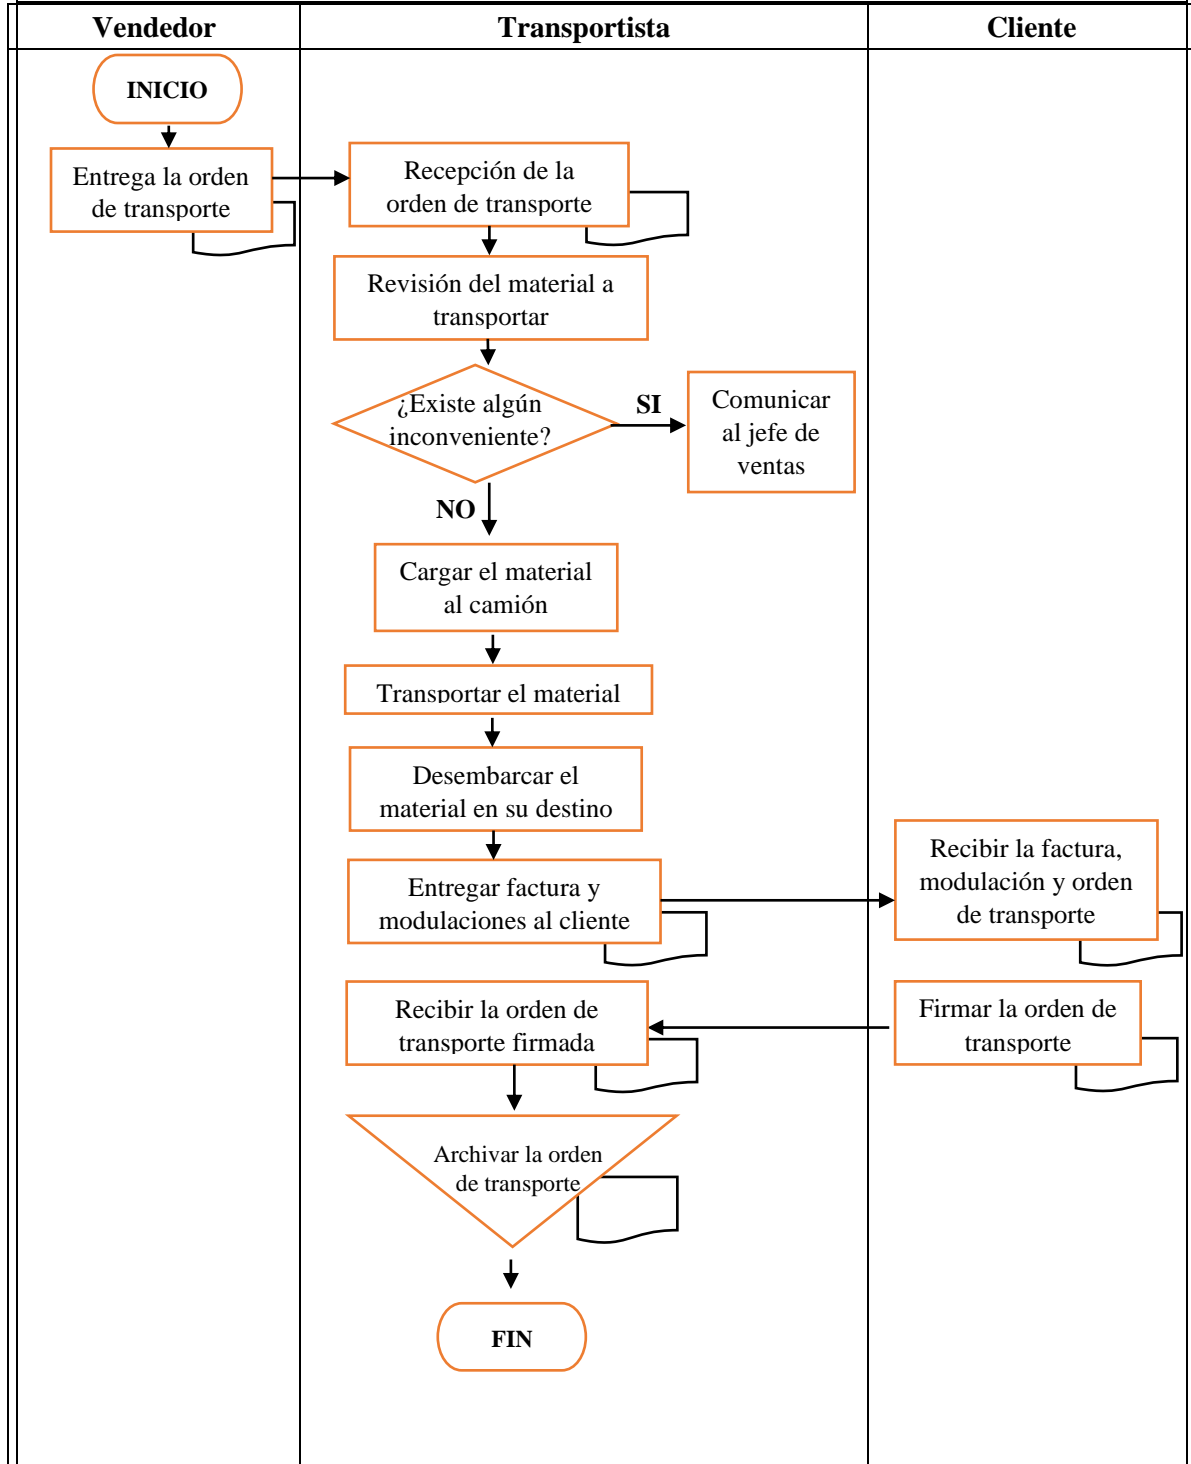 Vendedor
Transportista
Cliente
INICIO
Entrega la orden
de transporte
Recepción de la
orden de transporte
Revisión del material a
transportar
¿Existe algún
inconveniente?
SI
Comunicar
al jefe de
ventas
NO
Cargar el material
al camión
Transportar el material
Desembarcar el
material en su destino
Entregar factura y
modulaciones al cliente
Recibir la factura,
modulación y orden
de transporte
Firmar la orden de
transporte
Recibir la orden de
transporte firmada
Archivar la orden
de transporte
FIN